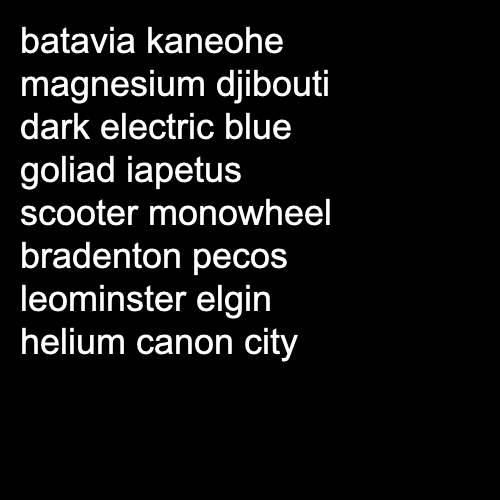 batavia kaneohe
magnesium djibouti
dark electric blue
goliad iapetus
scooter monowheel
bradenton pecos
leominster elgin
helium canon city